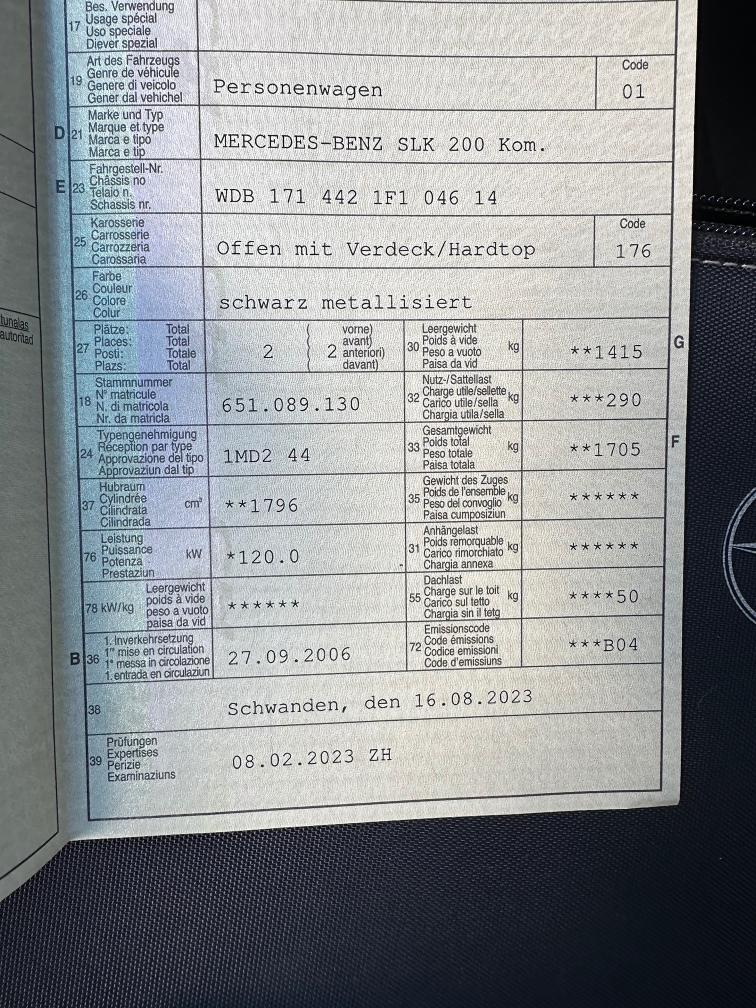 Bes. Verwendung
17 Usage spécial
Uso speciale
Diever spezial
19 Art des Fahrzeugs
Genre de véhicule
Genere di veicolo
Gener dal vehichel
Personenwagen
Code
01
D 21 Marke und Typ
Marque et type
Marca e tipo
Marca e tip
MERCEDES-BENZ SLK 200 Kom.
E 23 Fahrgestell-Nr.
Châssis no
Telaio n.
Schassis nr.
WDB 171 442 1F1 046 14
25 Karosserie
Carrosserie
Carrozzeria
Carossaria
Offen mit Verdeck/Hardtop
Code
176
26 Farbe
Couleur
Colore
Colur
schwarz metallisiert
27 Plätze: Total
Places: Total
Posti: Totale
Plazs: Total
2 ( 2 vorne)
avant)
anteriori)
davant)
30 Leergewicht
Poids à vide
Peso a vuoto
Paisa da vid
kg
**1415
G
18 Stammnummer
N° matricule
N. di matricola
Nr. da matricla
651.089.130
32 Nutz-/Sattellast
Charge utile/sellette
Carico utile/sella
Chargia utila/sella
kg
***290
24 Typengenehmigung
Réception par type
Approvazione del tipo
Approvaziun dal tip
1MD2 44
33 Gesamtgewicht
Poids total
Peso totale
Paisa totala
kg
**1705
F
37 Hubraum
Cylindrée
Cilindrata
Cilindrada
cm³
**1796
35 Gewicht des Zuges
Poids de l'ensemble
Peso del convoglio
Paisa cumposiziun
kg
******
76 Leistung
Puissance
Potenza
Prestaziun
kW
*120.0
31 Anhängelast
Poids remorquable
Carico rimorchiato
Chargia annexa
kg
******
78 kW/kg Leergewicht
poids à vide
peso a vuoto
paisa da vid
******
55 Dachlast
Charge sur le toit
Carico sul tetto
Chargia sin il tetg
kg
****50
B 36 1. Inverkehrsetzung
1re mise en circulation
1a messa in circolazione
1. entrada en circulaziun
27.09.2006
72 Emissionscode
Code émissions
Codice emissioni
Code d'emissiuns
***B04
38 Schwanden, den 16.08.2023
39 Prüfungen
Expertises
Perizie
Examinaziuns
08.02.2023 ZH